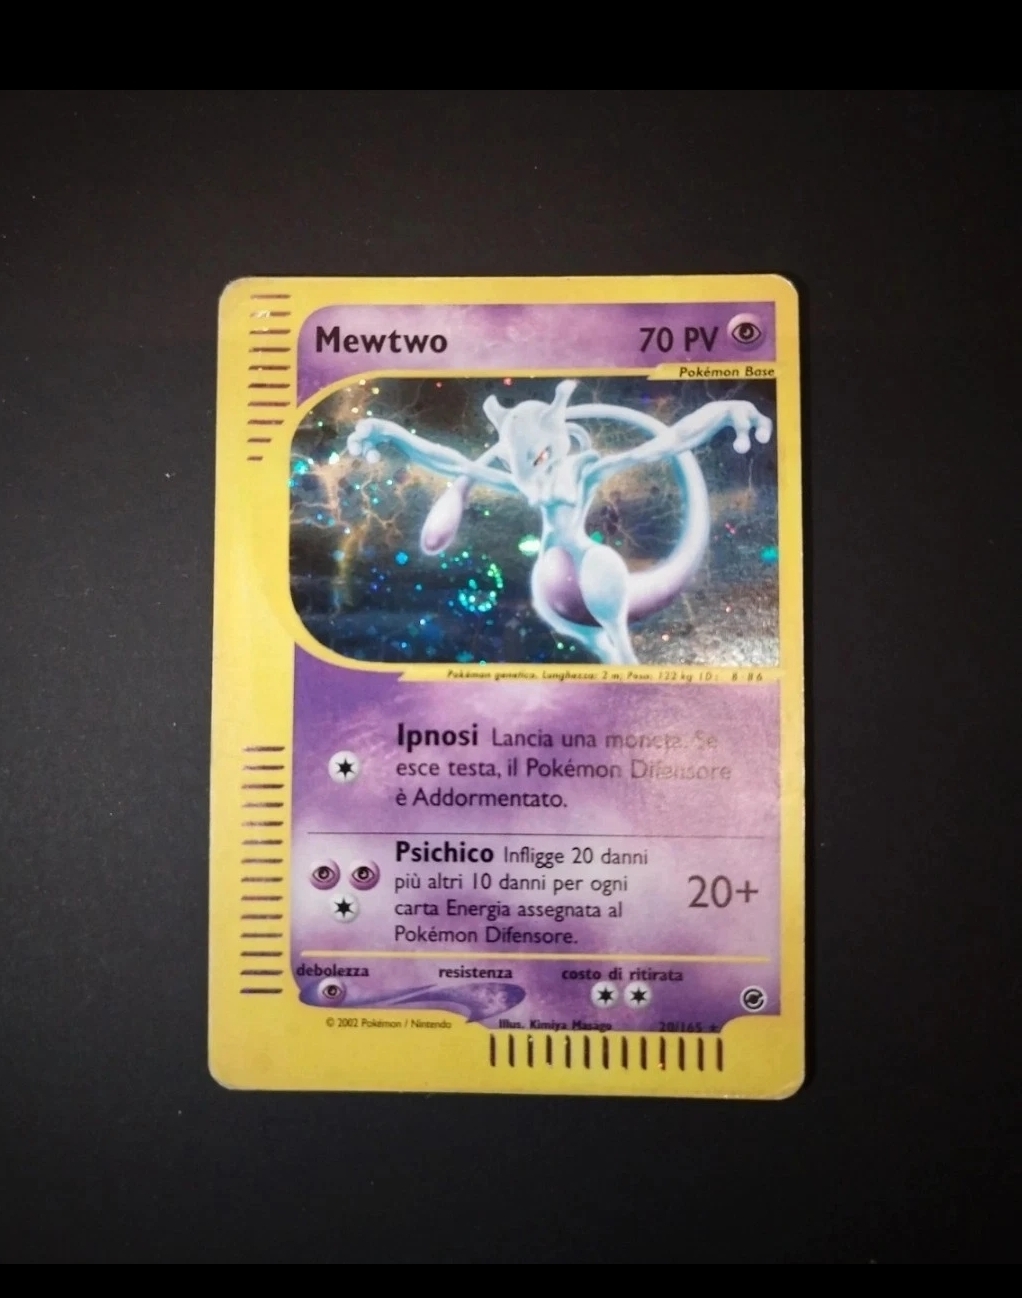 Mewtwo 70 PV
Pokémon Base
Pokémon genetica. Lunghezza: 2 m; Peso: 122 kg
Ipnosi Lancia una moneta. Se
esce testa, il Pokémon Difensore
è Addormentato.
Psichico Infligge 20 danni
più altri 10 danni per ogni
carta Energia assegnata al
Pokémon Difensore.
20+
debolezza resistenza costo di ritirata
© 2002 Pokémon / Nintendo Illus. Kimiya Masago 20/165 ★